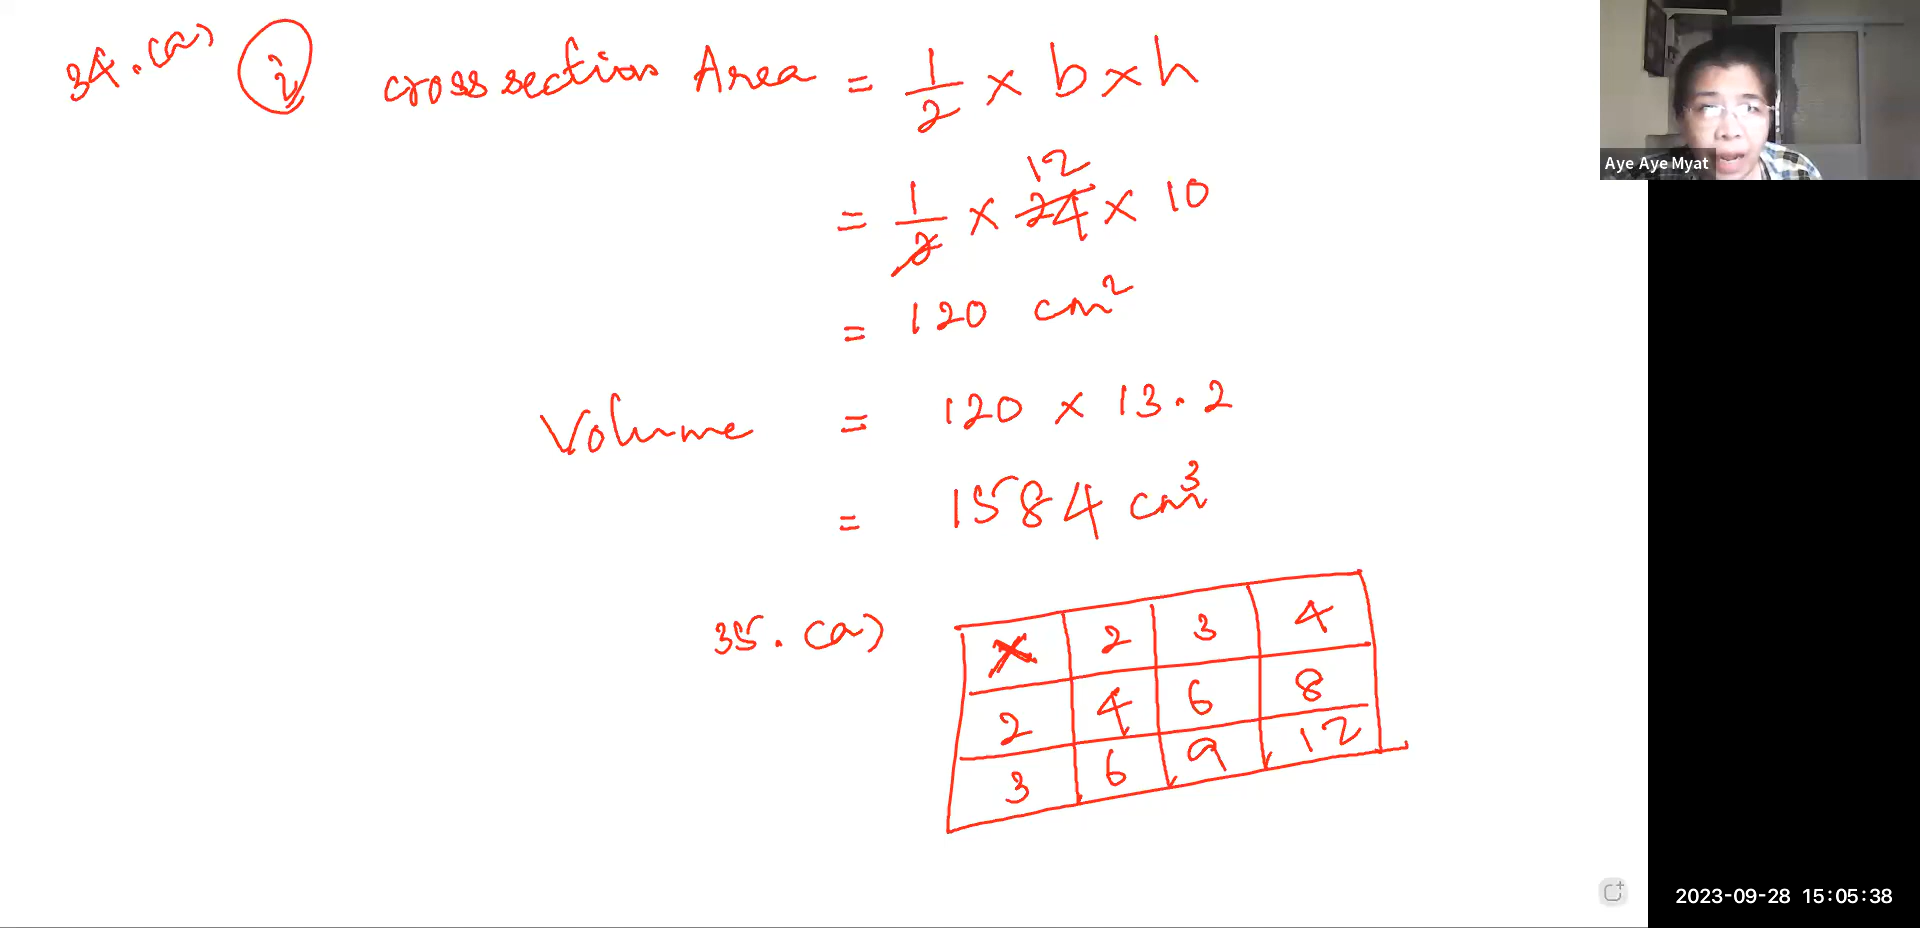 34.(a) i crosssection Area = 1/2 × b × h
12
= 1/2 × 24 × 10
= 120 cm²
Volume = 120 × 13.2
= 1584 cm³
35.(a)
× 2 3 4
2 4 6 8
3 6 9 12
Aye Aye Myat
2023-09-28 15:05:38